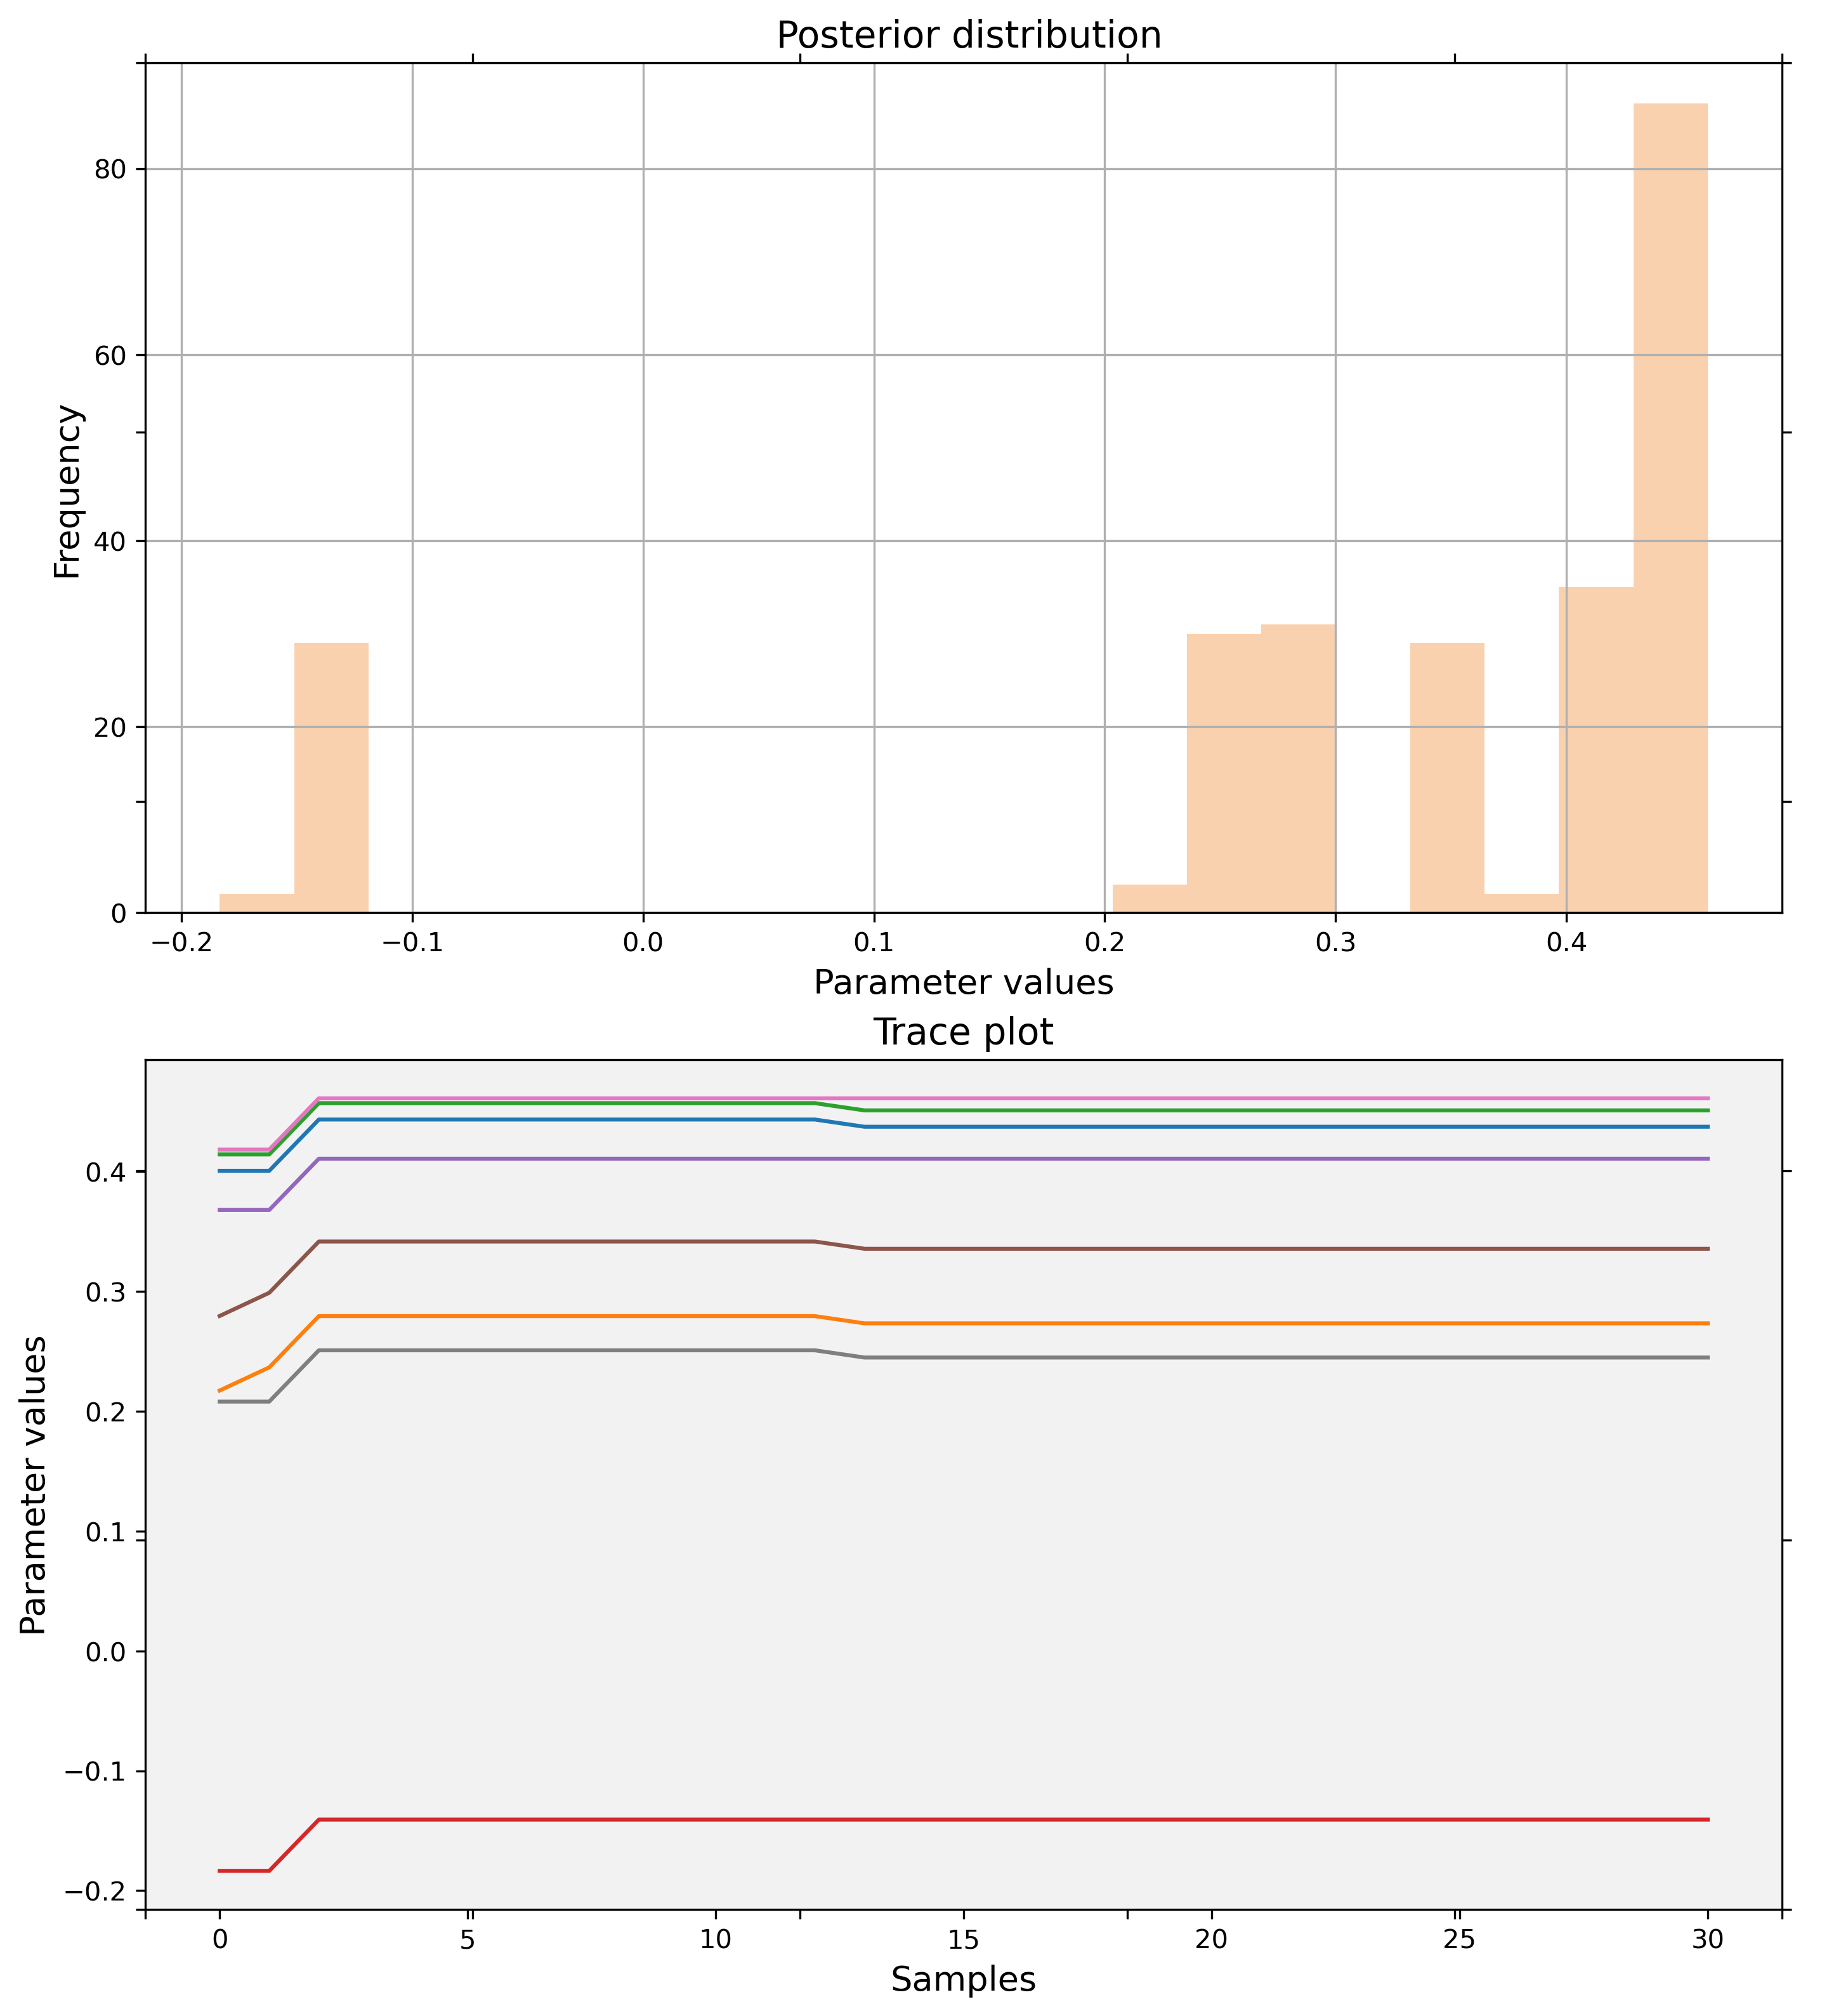 Posterior distribution
Frequency
80
60
40
20
0
−0.2 −0.1 0.0 0.1 0.2 0.3 0.4
Parameter values
Trace plot
Parameter values
0.4
0.3
0.2
0.1
0.0
−0.1
−0.2
0 5 10 15 20 25 30
Samples